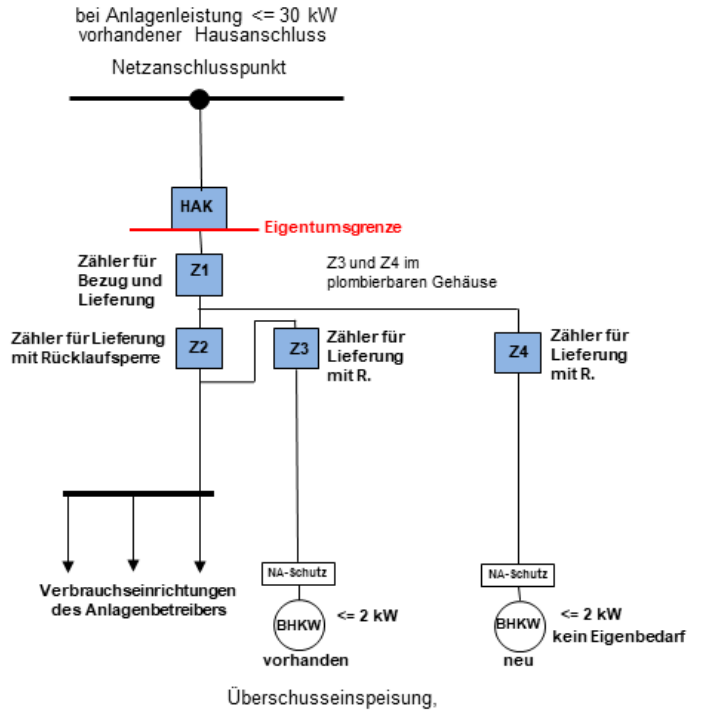 bei Anlagenleistung <= 30 kW
vorhandener Hausanschluss
Netzanschlusspunkt
HAK
Eigentumsgrenze
Zähler für
Bezug und
Lieferung
Z1
Z3 und Z4 im
plombierbaren Gehäuse
Zähler für Lieferung
mit Rücklaufsperre
Z2
Z3
Zähler für
Lieferung
mit R.
Z4
Zähler für
Lieferung
mit R.
NA-Schutz
NA-Schutz
Verbrauchseinrichtungen
des Anlagenbetreibers
BHKW
<= 2 kW
vorhanden
BHKW
<= 2 kW
kein Eigenbedarf
neu
Überschusseinspeisung,